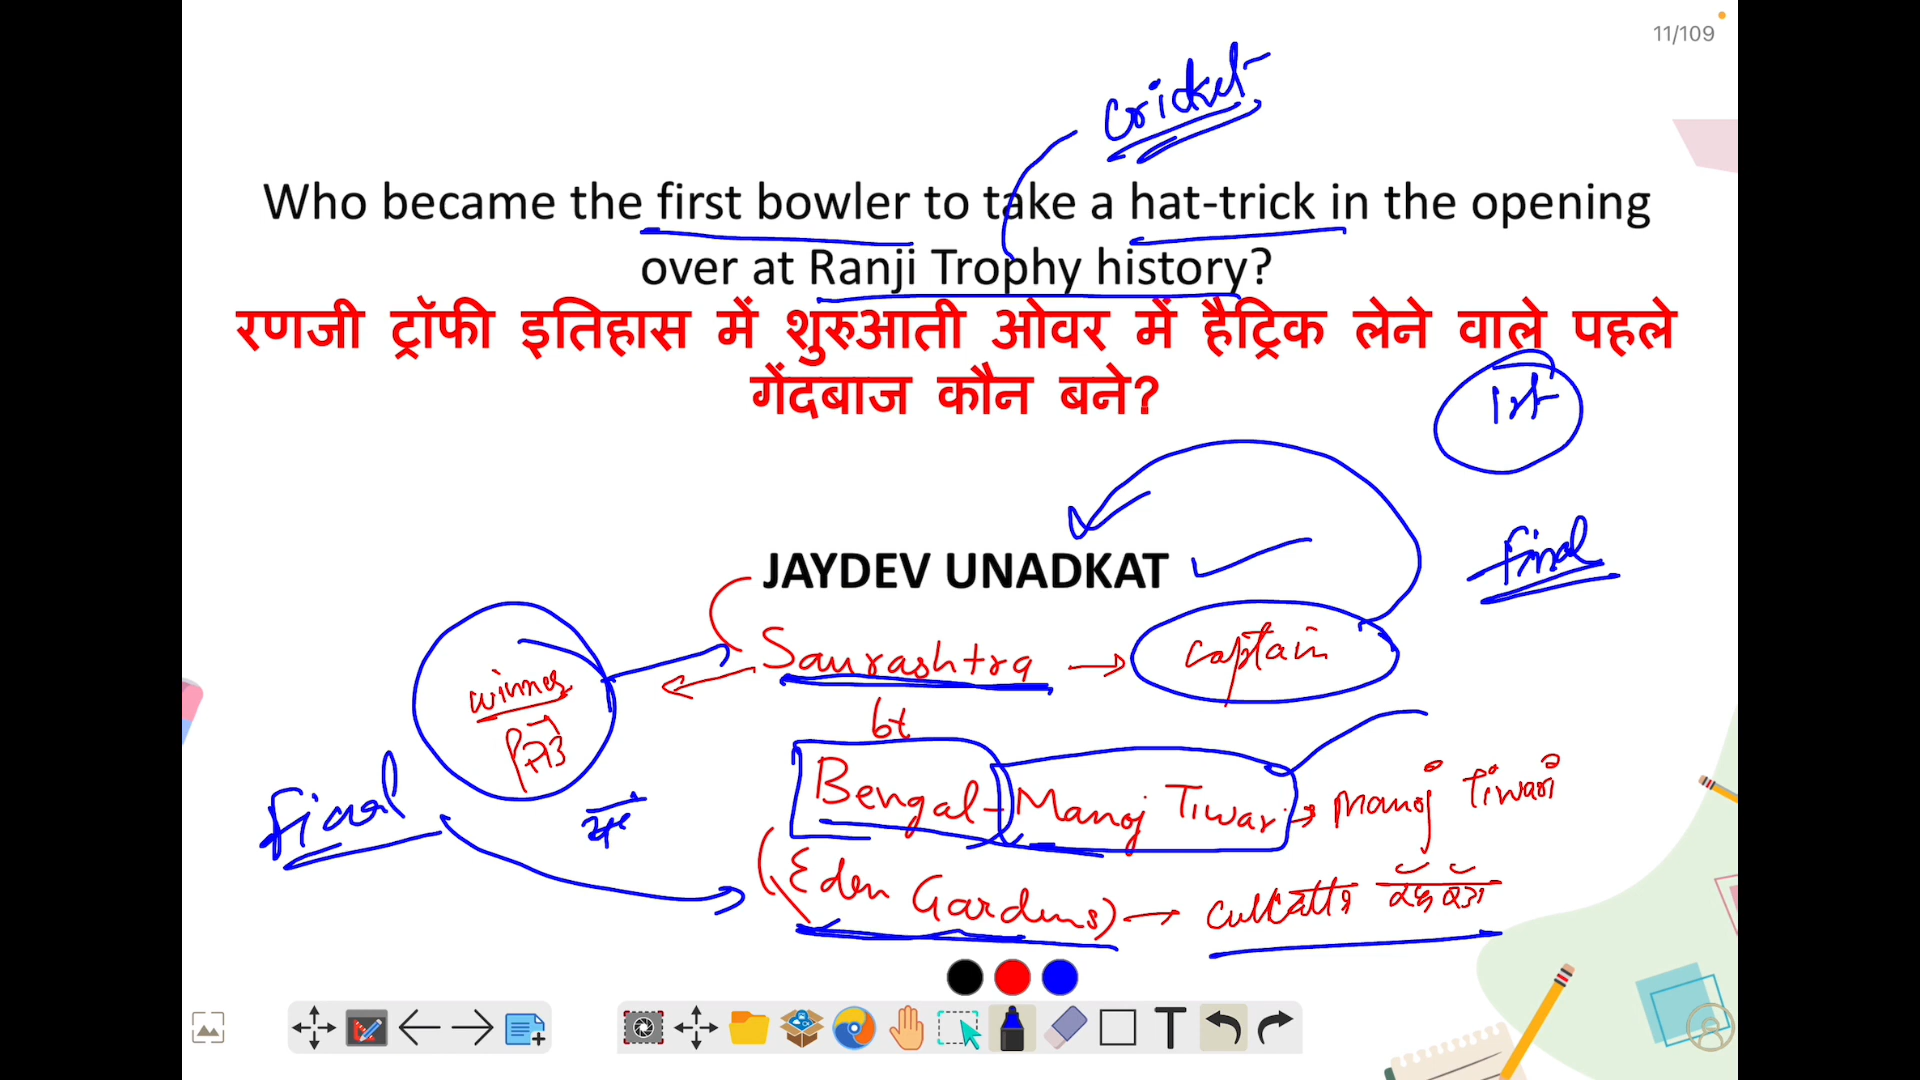 11/109
Cricket
Who became the first bowler to take a hat-trick in the opening
over at Ranji Trophy history?
रणजी ट्रॉफी इतिहास में शुरुआती ओवर में हैट्रिक लेने वाले पहले
गेंदबाज कौन बने?
1st
final
JAYDEV UNADKAT
Saurashtra → captain
winner
bt
Bengal - Manoj Tiwari → Manoj Tiwari
final
(Eden Gardens) →
T